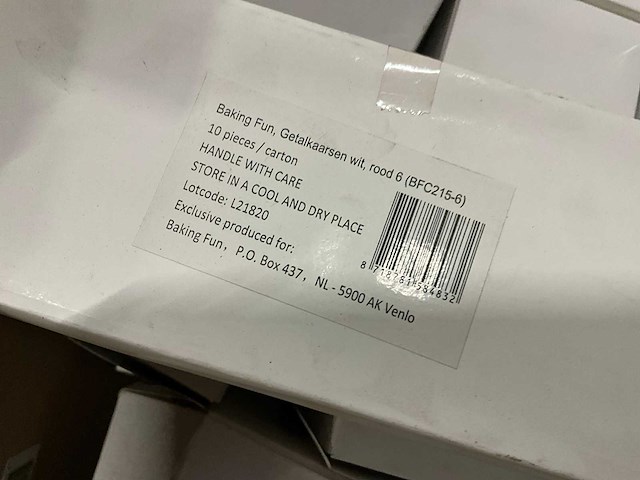 Baking Fun, Getalkaarsen wit, rood 6 (BFC215-6)
10 pieces / carton
HANDLE WITH CARE
STORE IN A COOL AND DRY PLACE
Lotcode: L21820
Exclusive produced for:
Baking Fun, P.O. Box 437, NL - 5900 AK Venlo